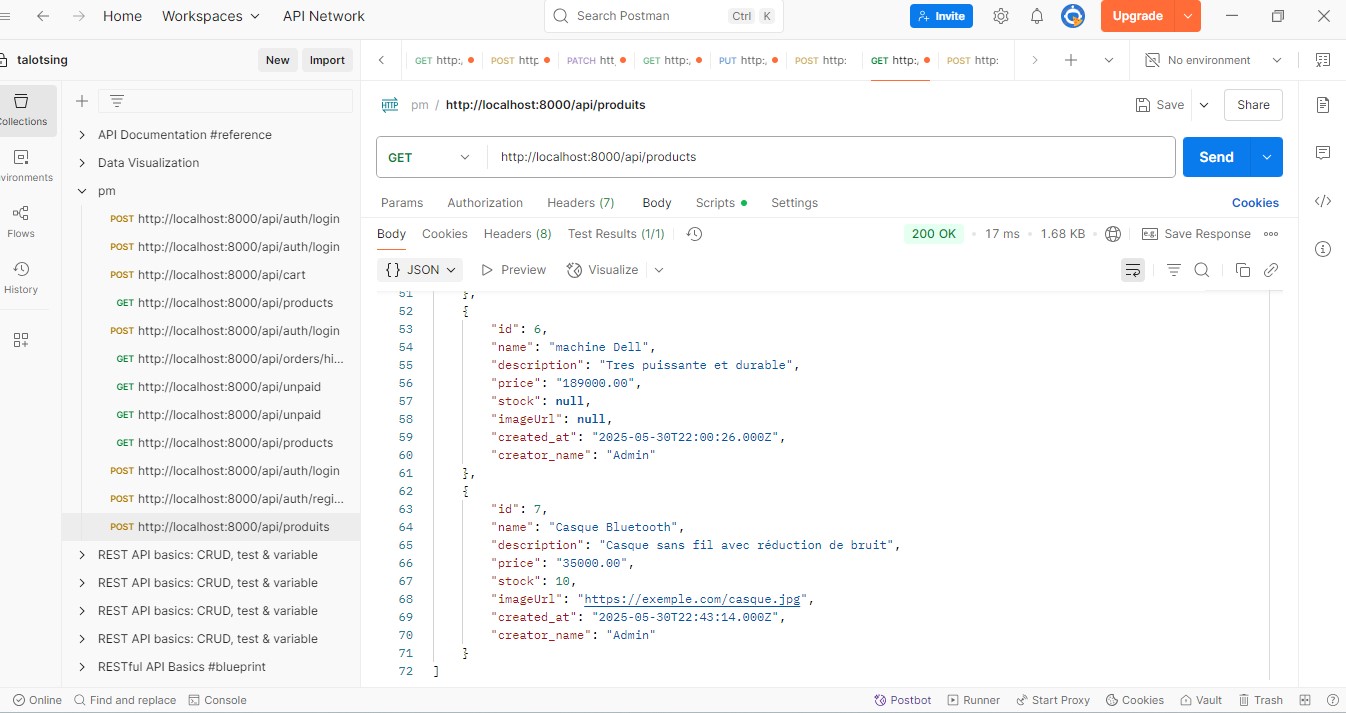 Home Workspaces API Network Search Postman Ctrl K Invite Upgrade
talotsing New Import GET http:, POST http PATCH htt, GET http:, PUT http:, POST http: GET http:, POST http: No environment
Collections
pm / http://localhost:8000/api/produits Save Share
API Documentation #reference
GET http://localhost:8000/api/products Send
Data Visualization
vironments
pm
Params Authorization Headers (7) Body Scripts Settings Cookies
POST http://localhost:8000/api/auth/login
Flows
Body Cookies Headers (8) Test Results (1/1) 200 OK 17 ms 1.68 KB e.g. Save Response
POST http://localhost:8000/api/auth/login
{} JSON Preview Visualize
POST http://localhost:8000/api/cart
History
GET http://localhost:8000/api/products
POST http://localhost:8000/api/auth/login
GET http://localhost:8000/api/orders/hi...
GET http://localhost:8000/api/unpaid
GET http://localhost:8000/api/unpaid
GET http://localhost:8000/api/products
POST http://localhost:8000/api/auth/login
POST http://localhost:8000/api/auth/regi...
POST http://localhost:8000/api/produits
REST API basics: CRUD, test & variable
REST API basics: CRUD, test & variable
REST API basics: CRUD, test & variable
REST API basics: CRUD, test & variable
RESTful API Basics #blueprint
51 },
52 {
53 "id": 6,
54 "name": "machine Dell",
55 "description": "Tres puissante et durable",
56 "price": "189000.00",
57 "stock": null,
58 "imageUrl": null,
59 "created_at": "2025-05-30T22:00:26.000Z",
60 "creator_name": "Admin"
61 },
62 {
63 "id": 7,
64 "name": "Casque Bluetooth",
65 "description": "Casque sans fil avec réduction de bruit",
66 "price": "35000.00",
67 "stock": 10,
68 "imageUrl": "https://exemple.com/casque.jpg",
69 "created_at": "2025-05-30T22:43:14.000Z",
70 "creator_name": "Admin"
71 }
72 ]
Online Find and replace Console Postbot Runner Start Proxy Cookies Vault Trash